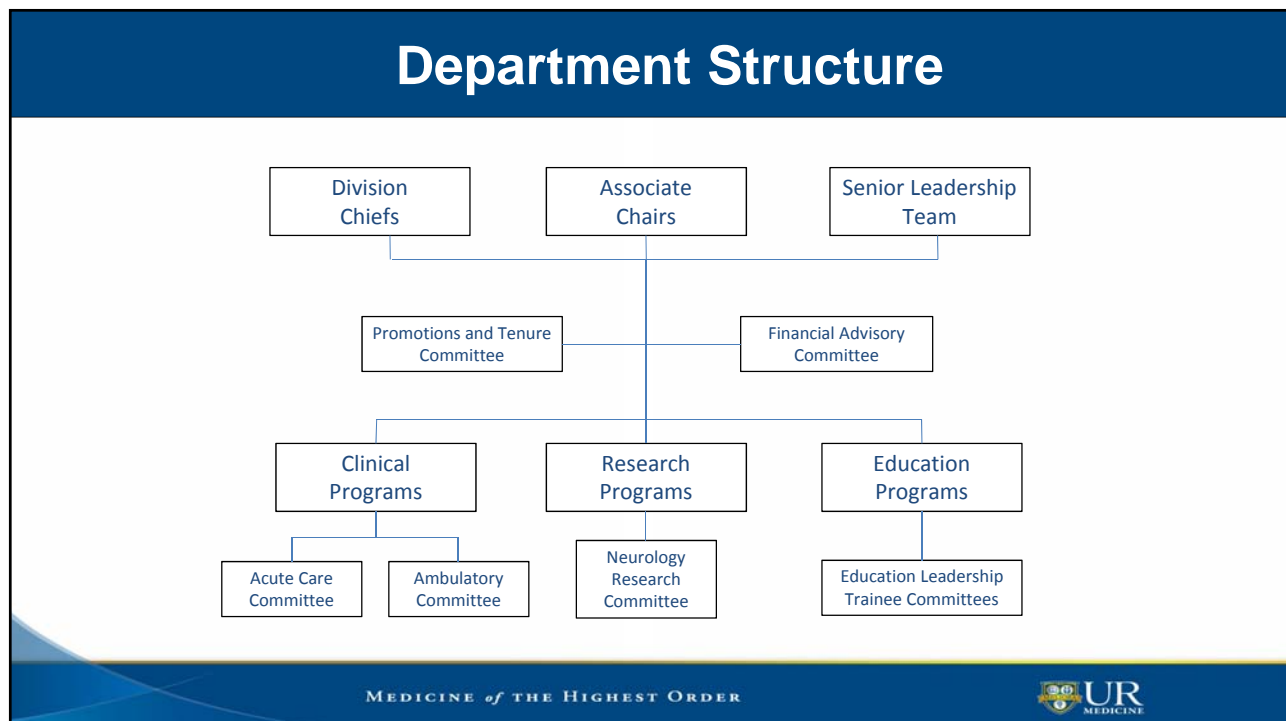 Department Structure
Division
Chiefs
Associate
Chairs
Senior Leadership
Team
Promotions and Tenure
Committee
Financial Advisory
Committee
Clinical
Programs
Research
Programs
Education
Programs
Acute Care
Committee
Ambulatory
Committee
Neurology
Research
Committee
Education Leadership
Trainee Committees
MEDICINE of THE HIGHEST ORDER
UR
MEDICINE